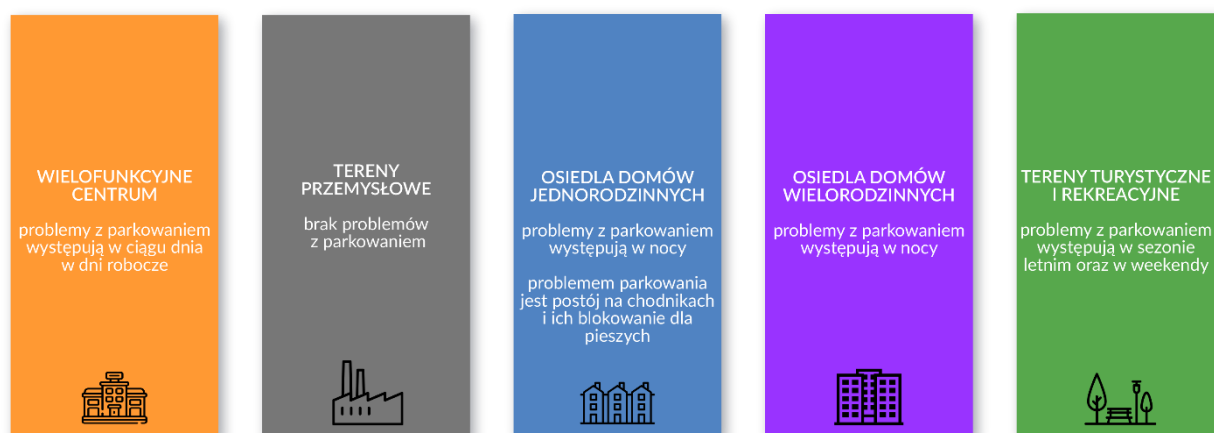 WIELOFUNKCYJNE
CENTRUM
problemy z parkowaniem
występują w ciągu dnia
w dni robocze
TERENY
PRZEMYSŁOWE
brak problemów
z parkowaniem
OSIEDLA DOMÓW
JEDNORODZINNYCH
problemy z parkowaniem
występują w nocy
problemem parkowania
jest postój na chodnikach
i ich blokowanie dla
pieszych
OSIEDLA DOMÓW
WIELORODZINNYCH
problemy z parkowaniem
występują w nocy
TERENY TURYSTYCZNE
I REKREACYJNE
problemy z parkowaniem
występują w sezonie
letnim oraz w weekendy